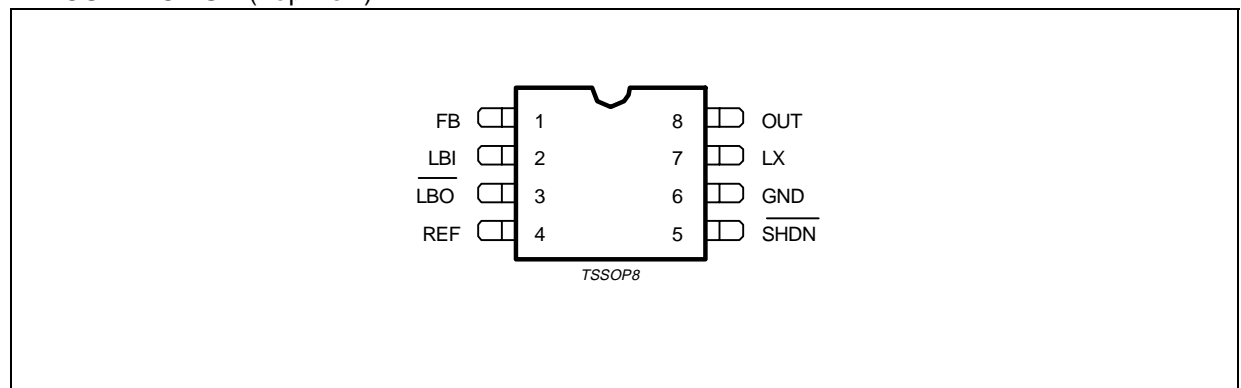 FB 1 8 OUT
LBI 2 7 LX
LBO 3 6 GND
REF 4 5 SHDN
TSSOP8